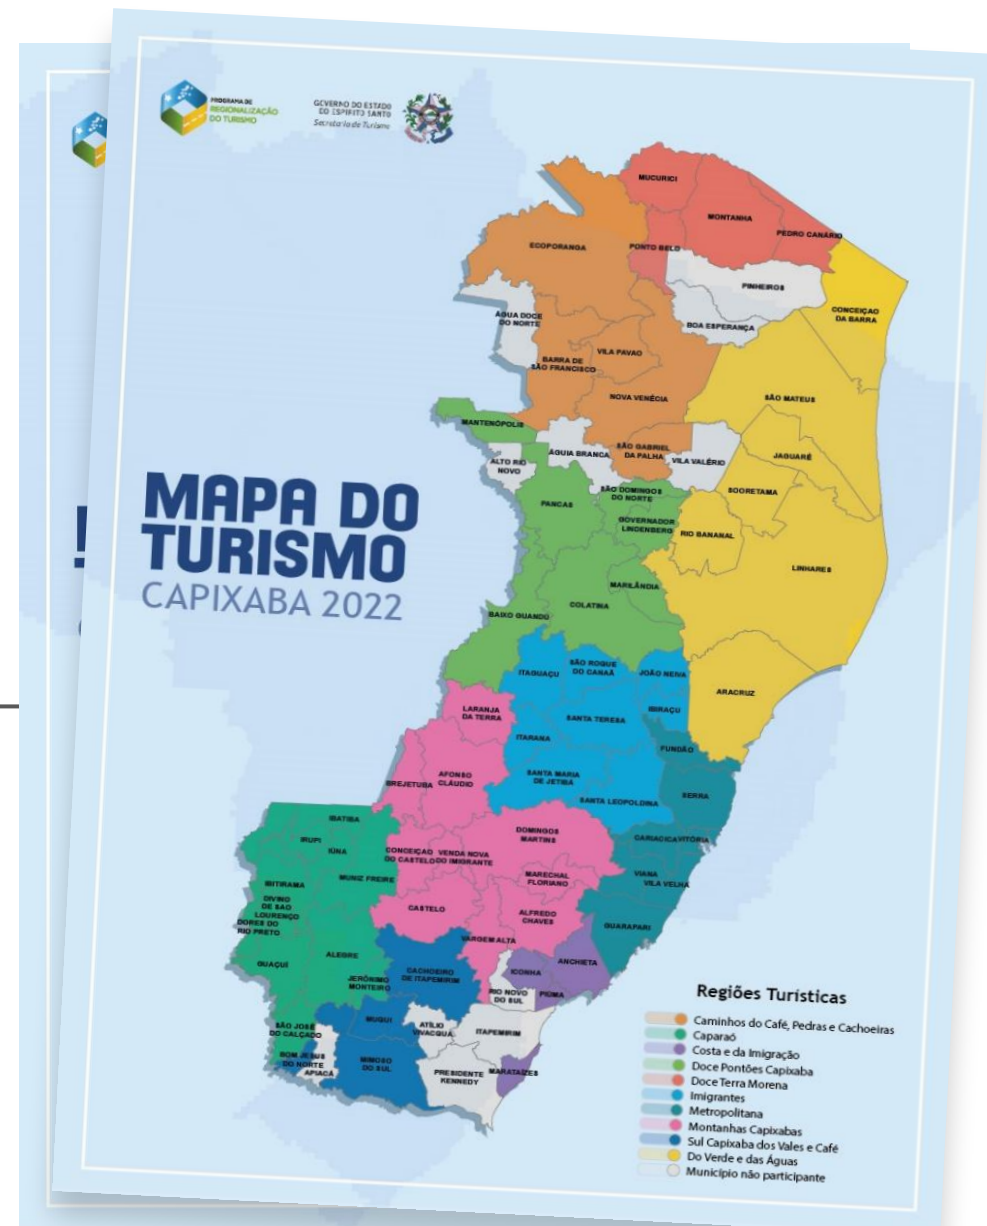 PROGRAMA DE
REGIONALIZAÇÃO
DO TURISMO
GOVERNO DO ESTADO
DO ESPÍRITO SANTO
Secretaria de Turismo
MAPA DO
TURISMO
CAPIXABA 2022
MUCURICI
MONTANHA
PEDRO CANÁRIO
ECOPORANGA
PONTO BELO
PINHEIROS
CONCEIÇAO
DA BARRA
ÁGUA DOCE
DO NORTE
BOA ESPERANÇA
VILA PAVAO
BARRA DE
SÃO FRANCISCO
NOVA VENÉCIA
SÃO MATEUS
MANTENÓPOLIS
ÁGUIA BRANCA
SÃO GABRIEL
DA PALHA
VILA VALÉRIO
JAGUARÉ
ALTO RIO
NOVO
SÃO DOMINGOS
DO NORTE
SOORETAMA
PANCAS
GOVERNADOR
LINDENBERG
RIO BANANAL
LINHARES
MARILÂNDIA
COLATINA
BAIXO GUANDÚ
SÃO ROQUE
DO CANAÃ
ITAGUAÇU
JOÃO NEIVA
ARACRUZ
LARANJA
DA TERRA
IBIRAÇU
SANTA TERESA
ITARANA
FUNDÃO
AFONSO
CLÁUDIO
BREJETUBA
SANTA MARIA
DE JETIBÁ
SERRA
SANTA LEOPOLDINA
IBATIBA
DOMINGOS
MARTINS
CARIACICA
VITÓRIA
IRUPI
IÚNA
CONCEIÇAO
DO CASTELO
VENDA NOVA
DO IMIGRANTE
MUNIZ FREIRE
MARECHAL
FLORIANO
VIANA
VILA VELHA
IBITIRAMA
DIVINO
DE SAO
LOURENÇO
DORES DO
RIO PRETO
CASTELO
ALFREDO
CHAVES
GUARAPARI
VARGEM ALTA
ALEGRE
GUAÇUÍ
JERÔNIMO
MONTEIRO
CACHOEIRO
DE ITAPEMIRIM
ICONHA
ANCHIETA
RIO NOVO
DO SUL
PIÚMA
SÃO JOSÉ
DO CALÇADO
MUQUI
ATÍLIO
VIVACQUA
ITAPEMIRIM
BOM JESUS
DO NORTE
APIACÁ
MIMOSO
DO SUL
PRESIDENTE
KENNEDY
MARATAÍZES
Regiões Turísticas
Caminhos do Café, Pedras e Cachoeiras
Caparaó
Costa e da Imigração
Doce Pontões Capixaba
Doce Terra Morena
Imigrantes
Metropolitana
Montanhas Capixabas
Sul Capixaba dos Vales e Café
Do Verde e das Águas
Município não participante